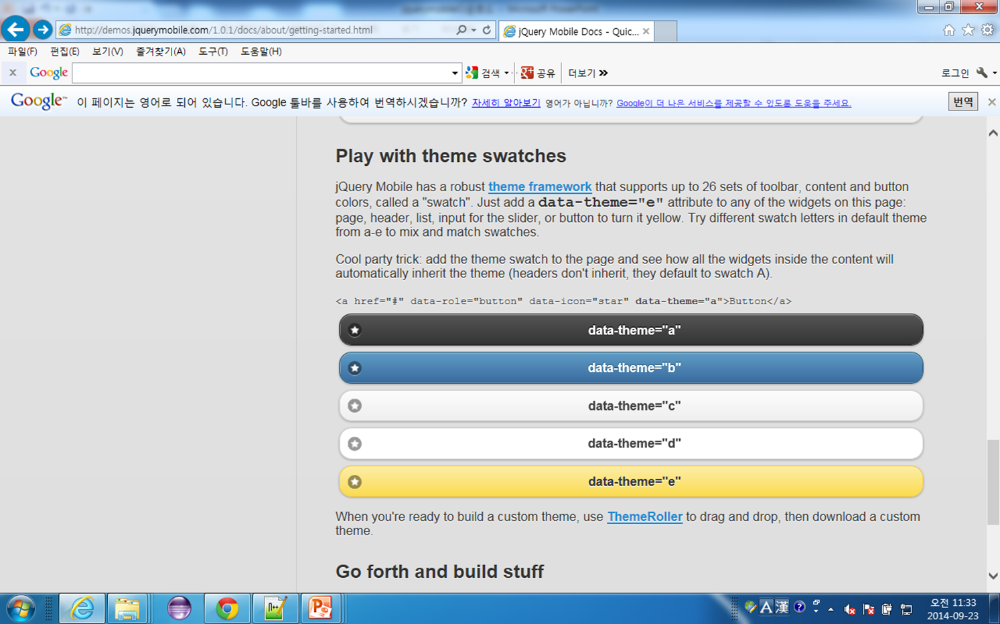 http://demos.jquerymobile.com/1.0.1/docs/about/getting-started.html
jQuery Mobile Docs - Quic...
파일(F) 편집(E) 보기(V) 즐겨찾기(A) 도구(T) 도움말(H)
Google 검색 공유 더보기 로그인
Google 이 페이지는 영어로 되어 있습니다. Google 툴바를 사용하여 번역하시겠습니까? 자세히 알아보기 영어가 아닙니까? Google이 더 나은 서비스를 제공할 수 있도록 도움을 주세요. 번역
Play with theme swatches
jQuery Mobile has a robust theme framework that supports up to 26 sets of toolbar, content and button
colors, called a "swatch". Just add a data-theme="e" attribute to any of the widgets on this page:
page, header, list, input for the slider, or button to turn it yellow. Try different swatch letters in default theme
from a-e to mix and match swatches.
Cool party trick: add the theme swatch to the page and see how all the widgets inside the content will
automatically inherit the theme (headers don't inherit, they default to swatch A).
<a href="#" data-role="button" data-icon="star" data-theme="a">Button</a>
data-theme="a"
data-theme="b"
data-theme="c"
data-theme="d"
data-theme="e"
When you're ready to build a custom theme, use ThemeRoller to drag and drop, then download a custom
theme.
Go forth and build stuff
A 漢
오전 11:33
2014-09-23